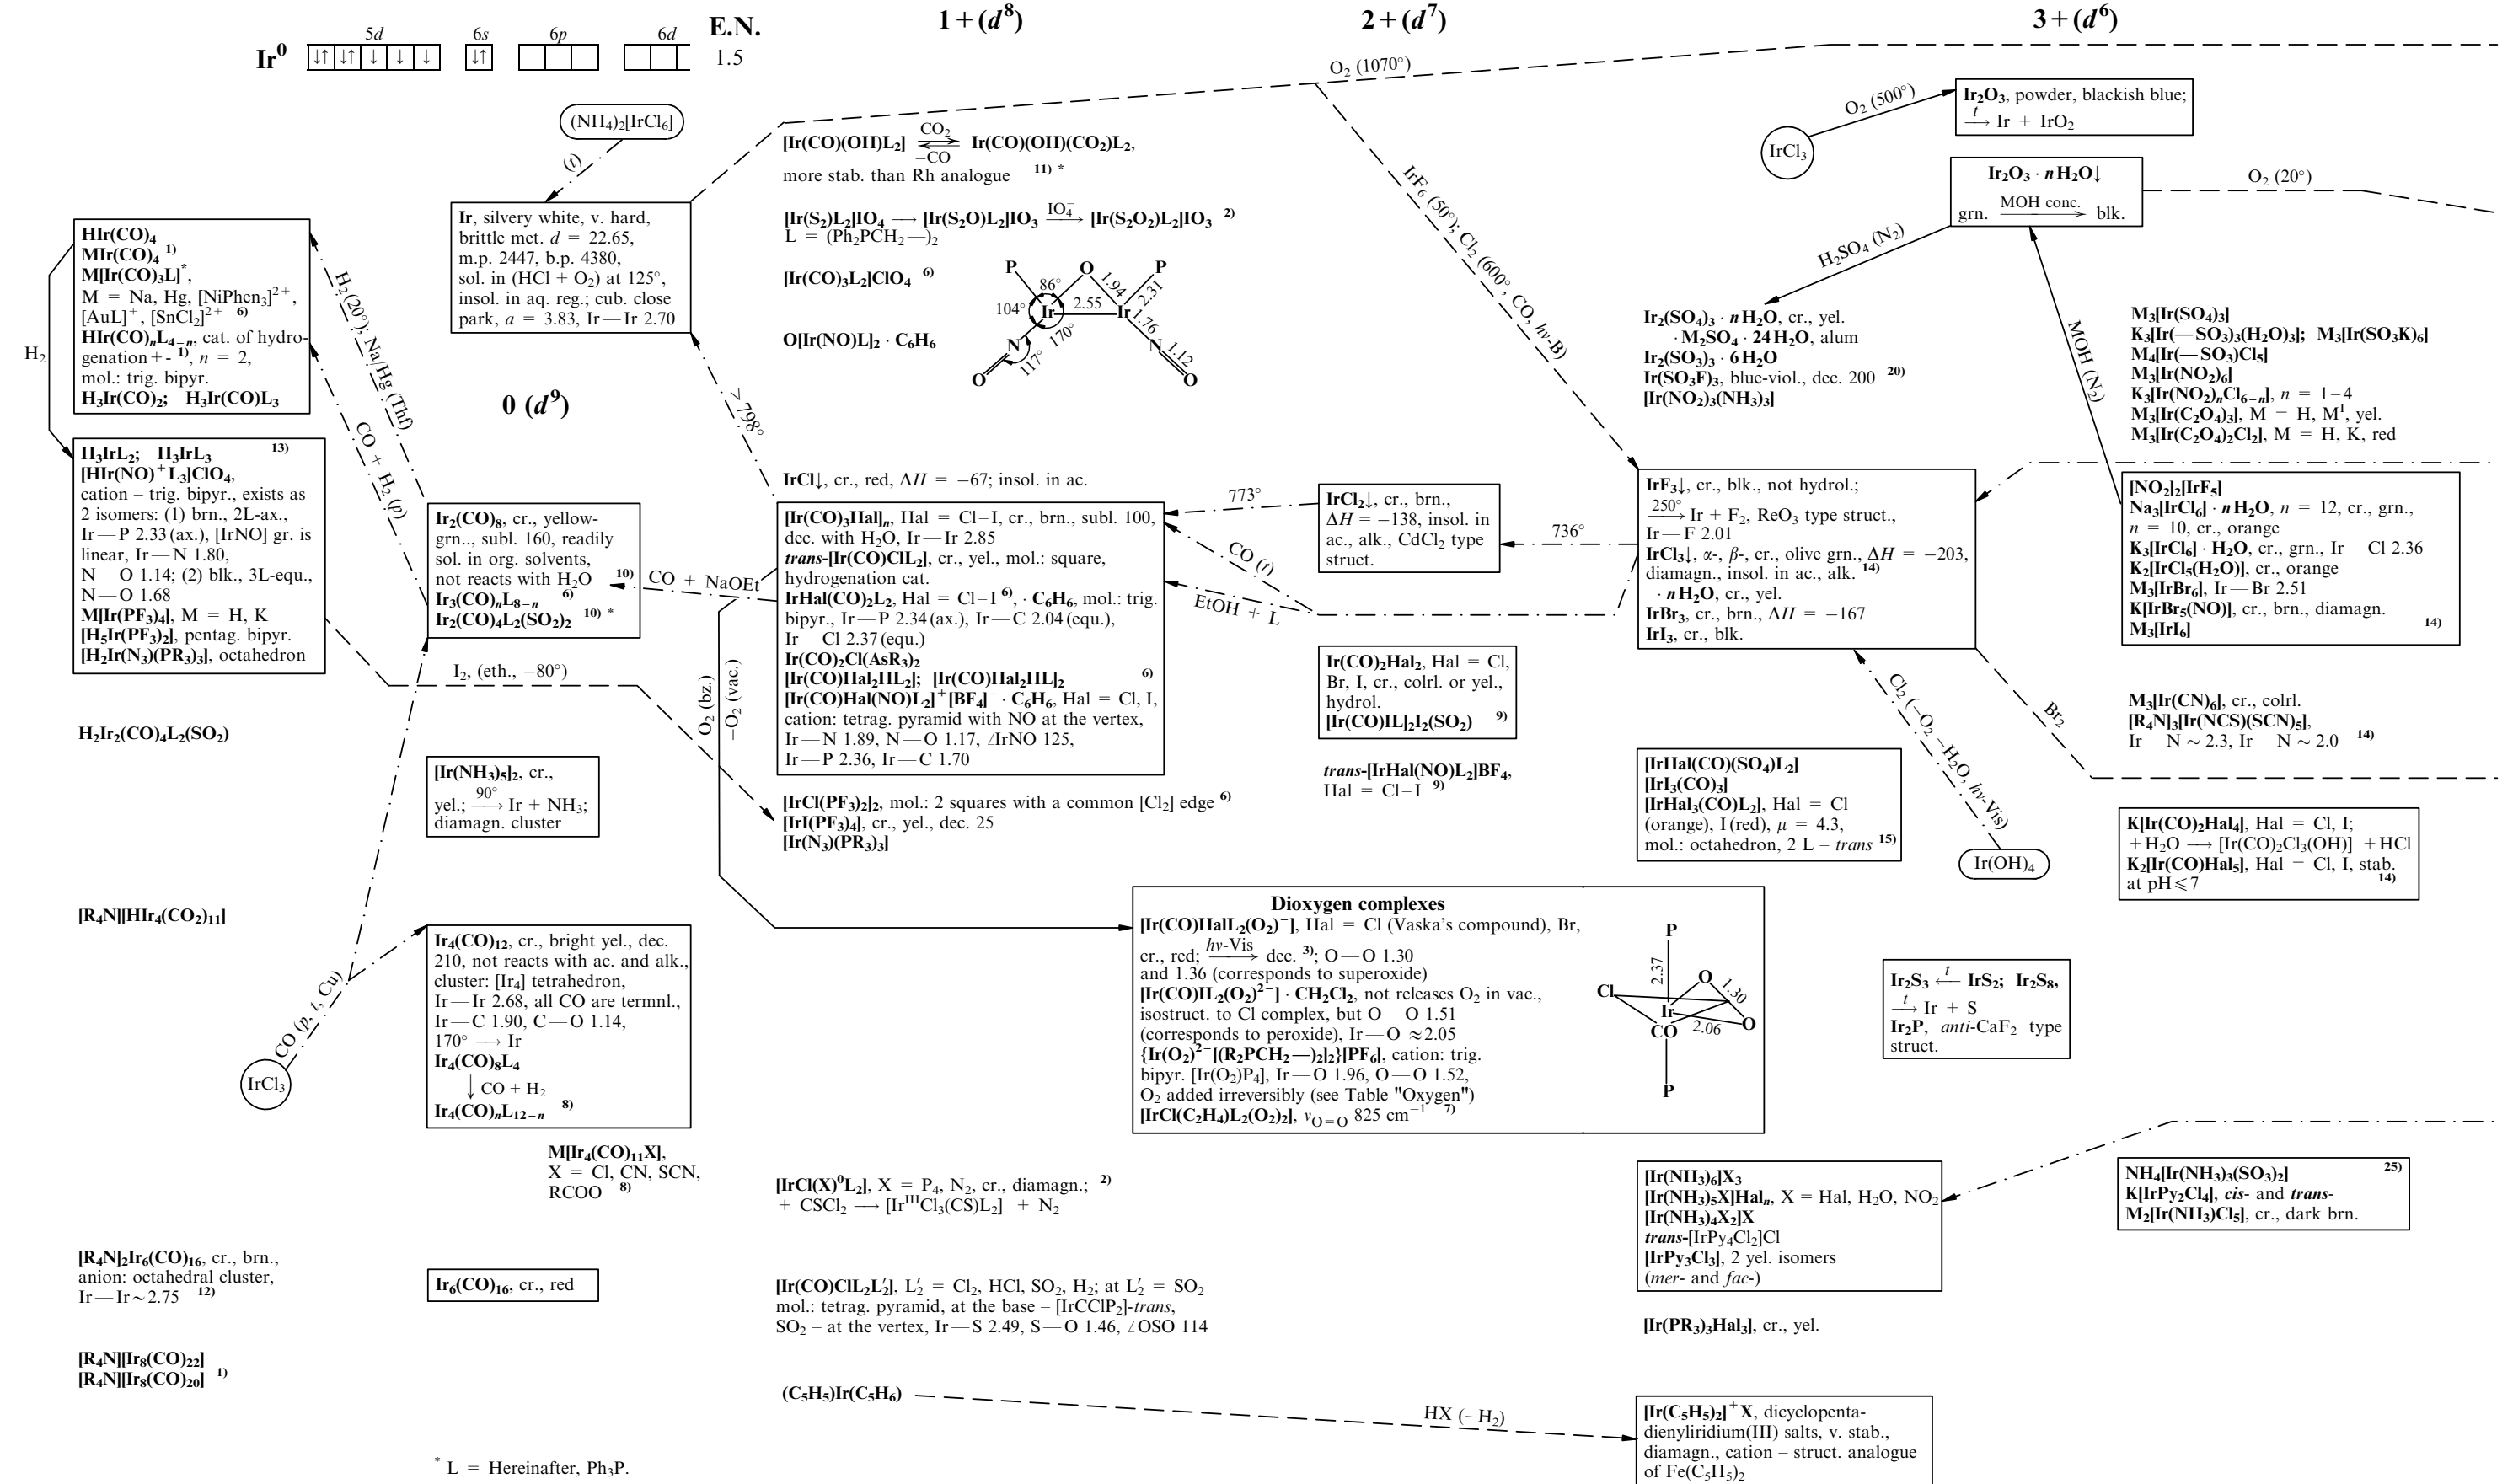 1 + (d⁸)
2 + (d⁷)
3 + (d⁶)
Ir⁰
5d
6s
6p
6d
E.N.
1.5
↓↑ ↓↑ ↓ ↓ ↓
↓↑
O₂ (1070°)
(NH₄)₂[IrCl₆]
(t)
Ir, silvery white, v. hard,
brittle met. d = 22.65,
m.p. 2447, b.p. 4380,
sol. in (HCl + O₂) at 125°,
insol. in aq. reg.; cub. close
park, a = 3.83, Ir—Ir 2.70
HIr(CO)₄
MIr(CO)₄ ¹⁾
M[Ir(CO)₃L]*,
M = Na, Hg, [NiPhen₃]²⁺,
[AuL]⁺, [SnCl₂]²⁺ ⁶⁾
HIr(CO)ₙL₄₋ₙ, cat. of hydro-
genation+- ¹⁾, n = 2,
mol.: trig. bipyr.
H₃Ir(CO)₂; H₃Ir(CO)L₃
H₂
H₂ (20°); Na/Hg (Thf)
CO + H₂ (p)
0 (d⁹)
H₃IrL₂; H₃IrL₃ ¹³⁾
[HIr(NO)⁺L₃]ClO₄,
cation – trig. bipyr., exists as
2 isomers: (1) brn., 2L-ax.,
Ir—P 2.33 (ax.), [IrNO] gr. is
linear, Ir—N 1.80,
N—O 1.14; (2) blk., 3L-equ.,
N—O 1.68
M[Ir(PF₃)₄], M = H, K
[H₅Ir(PF₃)₂], pentag. bipyr.
[H₂Ir(N₃)(PR₃)₃], octahedron
Ir₂(CO)₈, cr., yellow-
grn.., subl. 160, readily
sol. in org. solvents,
not reacts with H₂O ¹⁰⁾
Ir₃(CO)ₙL₈₋ₙ ⁶⁾
Ir₂(CO)₄L₂(SO₂)₂ ¹⁰⁾ *
CO + NaOEt
> 798°
I₂, (eth., −80°)
O₂ (bz.)
−O₂ (vac.)
H₂Ir₂(CO)₄L₂(SO₂)
[Ir(NH₃)₅]₂, cr.,
yel.; 90° ⟶ Ir + NH₃;
diamagn. cluster
[R₄N][HIr₄(CO₂)₁₁]
CO (p, t, Cu)
IrCl₃
Ir₄(CO)₁₂, cr., bright yel., dec.
210, not reacts with ac. and alk.,
cluster: [Ir₄] tetrahedron,
Ir—Ir 2.68, all CO are termnl.,
Ir—C 1.90, C—O 1.14,
170° ⟶ Ir
Ir₄(CO)₈L₄
↓ CO + H₂
Ir₄(CO)ₙL₁₂₋ₙ ⁸⁾
M[Ir₄(CO)₁₁X],
X = Cl, CN, SCN,
RCOO ⁸⁾
[R₄N]₂Ir₆(CO)₁₆, cr., brn.,
anion: octahedral cluster,
Ir—Ir ∼ 2.75 ¹²⁾
Ir₆(CO)₁₆, cr., red
[R₄N][Ir₈(CO)₂₂]
[R₄N][Ir₈(CO)₂₀] ¹⁾
* L = Hereinafter, Ph₃P.
[Ir(CO)(OH)L₂] CO₂ ⇌ −CO Ir(CO)(OH)(CO₂)L₂,
more stab. than Rh analogue ¹¹⁾ *
[Ir(S₂)L₂]IO₄ ⟶ [Ir(S₂O)L₂]IO₃ IO₄⁻ ⟶ [Ir(S₂O₂)L₂]IO₃ ²⁾
L = (Ph₂PCH₂—)₂
[Ir(CO)₃L₂]ClO₄ ⁶⁾
O[Ir(NO)L]₂ · C₆H₆
P O P
86° 1.94 2.31
104° Ir 2.55 Ir
1.76
170°
N N
117° 1.12
O O
IrCl↓, cr., red, ΔH = −67; insol. in ac.
[Ir(CO)₃Hal]ₙ, Hal = Cl–I, cr., brn., subl. 100,
dec. with H₂O, Ir—Ir 2.85
trans-[Ir(CO)ClL₂], cr., yel., mol.: square,
hydrogenation cat.
IrHal(CO)₂L₂, Hal = Cl–I ⁶⁾, · C₆H₆, mol.: trig.
bipyr., Ir—P 2.34 (ax.), Ir—C 2.04 (equ.),
Ir—Cl 2.37 (equ.)
Ir(CO)₂Cl(AsR₃)₂
[Ir(CO)Hal₂HL₂]; [Ir(CO)Hal₂HL]₂ ⁶⁾
[Ir(CO)Hal(NO)L₂]⁺[BF₄]⁻ · C₆H₆, Hal = Cl, I,
cation: tetrag. pyramid with NO at the vertex,
Ir—N 1.89, N—O 1.17, ∠IrNO 125,
Ir—P 2.36, Ir—C 1.70
[IrCl(PF₃)₂]₂, mol.: 2 squares with a common [Cl₂] edge ⁶⁾
[IrI(PF₃)₄], cr., yel., dec. 25
[Ir(N₃)(PR₃)₃]
Dioxygen complexes
[Ir(CO)HalL₂(O₂)⁻], Hal = Cl (Vaska's compound), Br,
cr., red; hν-Vis ⟶ dec. ³⁾; O—O 1.30
and 1.36 (corresponds to superoxide)
[Ir(CO)IL₂(O₂)²⁻] · CH₂Cl₂, not releases O₂ in vac.,
isostruct. to Cl complex, but O—O 1.51
(corresponds to peroxide), Ir—O ≈2.05
{Ir(O₂)²⁻[(R₂PCH₂—)₂]₂}[PF₆], cation: trig.
bipyr. [Ir(O₂)P₄], Ir—O 1.96, O—O 1.52,
O₂ added irreversibly (see Table "Oxygen")
[IrCl(C₂H₄)L₂(O₂)₂], ν O=O 825 cm⁻¹ ⁷⁾
P
2.37
Cl O
1.30
Ir
CO 2.06 O
P
[IrCl(X)⁰L₂], X = P₄, N₂, cr., diamagn.; ²⁾
+ CSCl₂ ⟶ [IrᴵᴵᴵCl₃(CS)L₂] + N₂
[Ir(CO)ClL₂L′₂], L′₂ = Cl₂, HCl, SO₂, H₂; at L′₂ = SO₂
mol.: tetrag. pyramid, at the base – [IrCClP₂]-trans,
SO₂ – at the vertex, Ir—S 2.49, S—O 1.46, ∠OSO 114
(C₅H₅)Ir(C₅H₆)
HX (−H₂)
IrF₆ (50°); Cl₂ (600°, CO, hν-B)
773°
CO (t)
EtOH + L
736°
IrCl₂↓, cr., brn.,
ΔH = −138, insol. in
ac., alk., CdCl₂ type
struct.
Ir(CO)₂Hal₂, Hal = Cl,
Br, I, cr., colrl. or yel.,
hydrol.
[Ir(CO)IL]₂I₂(SO₂) ⁹⁾
trans-[IrHal(NO)L₂]BF₄,
Hal = Cl–I ⁹⁾
IrCl₃
O₂ (500°)
Ir₂O₃, powder, blackish blue;
t ⟶ Ir + IrO₂
Ir₂O₃ · nH₂O↓
grn. MOH conc. ⟶ blk.
O₂ (20°)
H₂SO₄ (N₂)
MOH (N₂)
Ir₂(SO₄)₃ · nH₂O, cr., yel.
· M₂SO₄ · 24 H₂O, alum
Ir₂(SO₃)₃ · 6 H₂O
Ir(SO₃F)₃, blue-viol., dec. 200 ²⁰⁾
[Ir(NO₂)₃(NH₃)₃]
M₃[Ir(SO₄)₃]
K₃[Ir(—SO₃)₃(H₂O)₃]; M₃[Ir(SO₃K)₆]
M₄[Ir(—SO₃)Cl₅]
M₃[Ir(NO₂)₆]
K₃[Ir(NO₂)ₙCl₆₋ₙ], n = 1–4
M₃[Ir(C₂O₄)₃], M = H, Mᴵ, yel.
M₃[Ir(C₂O₄)₂Cl₂], M = H, K, red
IrF₃↓, cr., blk., not hydrol.;
250° ⟶ Ir + F₂, ReO₃ type struct.,
Ir—F 2.01
IrCl₃↓, α-, β-, cr., olive grn., ΔH = −203,
diamagn., insol. in ac., alk. ¹⁴⁾
· nH₂O, cr., yel.
IrBr₃, cr., brn., ΔH = −167
IrI₃, cr., blk.
[NO₂]₂[IrF₅]
Na₃[IrCl₆] · nH₂O, n = 12, cr., grn.,
n = 10, cr., orange
K₃[IrCl₆] · H₂O, cr., grn., Ir—Cl 2.36
K₂[IrCl₅(H₂O)], cr., orange
M₃[IrBr₆], Ir—Br 2.51
K[IrBr₅(NO)], cr., brn., diamagn.
M₃[IrI₆] ¹⁴⁾
Cl₂ (−O₂ −H₂O, hν-Vis)
Ir(OH)₄
Br₂
M₃[Ir(CN)₆], cr., colrl.
[R₄N]₃[Ir(NCS)(SCN)₅],
Ir—N ∼ 2.3, Ir—N ∼ 2.0 ¹⁴⁾
[IrHal(CO)(SO₄)L₂]
[IrI₃(CO)₃]
[IrHal₃(CO)L₂], Hal = Cl
(orange), I (red), μ = 4.3,
mol.: octahedron, 2 L – trans ¹⁵⁾
K[Ir(CO)₂Hal₄], Hal = Cl, I;
+H₂O ⟶ [Ir(CO)₂Cl₃(OH)]⁻ + HCl
K₂[Ir(CO)Hal₅], Hal = Cl, I, stab.
at pH ⩽ 7 ¹⁴⁾
Ir₂S₃ ⟵ t IrS₂; Ir₂S₈,
t ⟶ Ir + S
Ir₂P, anti-CaF₂ type
struct.
[Ir(NH₃)₆]X₃
[Ir(NH₃)₅X]Halₙ, X = Hal, H₂O, NO₂
[Ir(NH₃)₄X₂]X
trans-[IrPy₄Cl₂]Cl
[IrPy₃Cl₃], 2 yel. isomers
(mer- and fac-)
NH₄[Ir(NH₃)₃(SO₃)₂] ²⁵⁾
K[IrPy₂Cl₄], cis- and trans-
M₂[Ir(NH₃)Cl₅], cr., dark brn.
[Ir(PR₃)₃Hal₃], cr., yel.
[Ir(C₅H₅)₂]⁺X, dicyclopenta-
dienyliridium(III) salts, v. stab.,
diamagn., cation – struct. analogue
of Fe(C₅H₅)₂